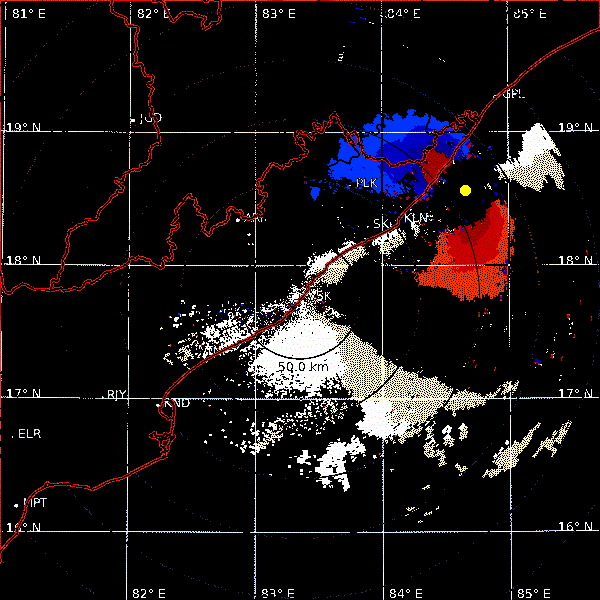 81° E 82° E 83° E 84° E 85° E
GPL
JGD
19° N 19° N
PLK
SKL KLN
18° N 18° N
50.0 km
17° N 17° N
RJY KND
ELR
MPT
16° N 16° N
82° E 83° E 84° E 85° E